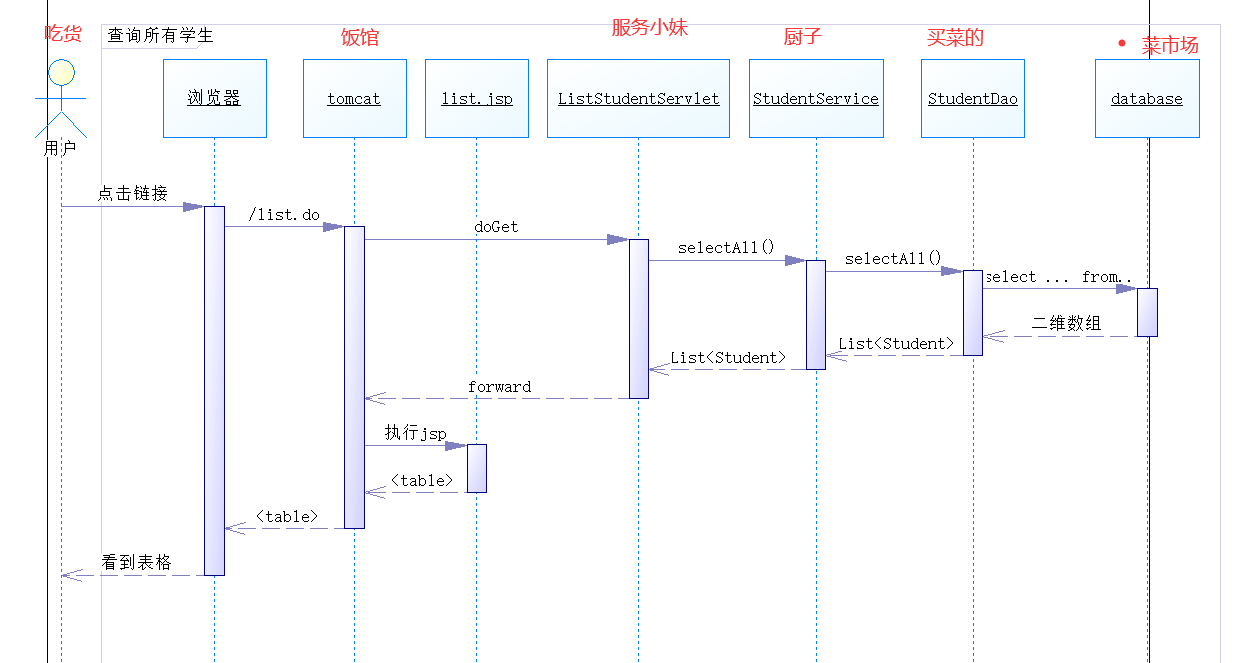 吃货
查询所有学生
饭馆
服务小妹
厨子
买菜的
菜市场
浏览器
tomcat
list.jsp
ListStudentServlet
StudentService
StudentDao
database
用户
点击链接
/list.do
doGet
selectAll()
selectAll()
select ... from..
二维数组
List<Student>
List<Student>
forward
执行jsp
<table>
<table>
看到表格